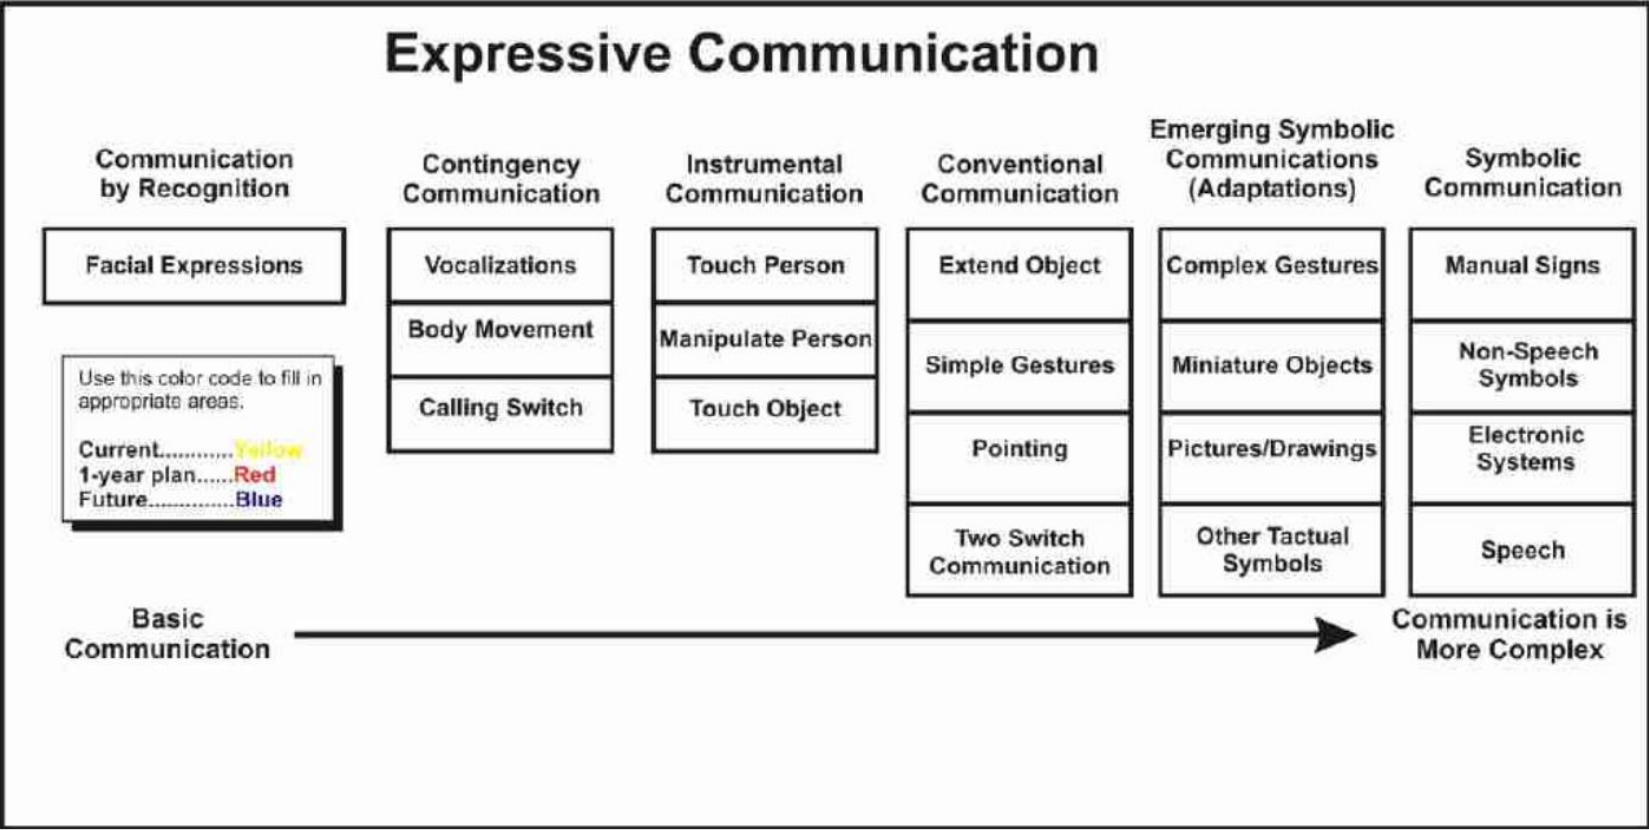 Expressive Communication
Communication
by Recognition
Facial Expressions
Use this color code to fill in
appropriate areas.
Current............Yellow
1-year plan......Red
Future..............Blue
Contingency
Communication
Vocalizations
Body Movement
Calling Switch
Instrumental
Communication
Touch Person
Manipulate Person
Touch Object
Conventional
Communication
Extend Object
Simple Gestures
Pointing
Two Switch
Communication
Emerging Symbolic
Communications
(Adaptations)
Complex Gestures
Miniature Objects
Pictures/Drawings
Other Tactual
Symbols
Symbolic
Communication
Manual Signs
Non-Speech
Symbols
Electronic
Systems
Speech
Basic
Communication
Communication is
More Complex